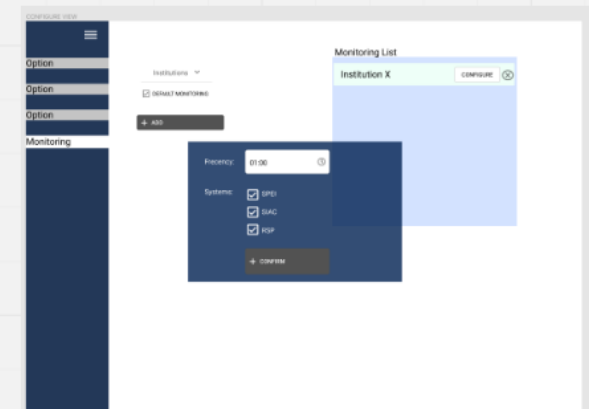 CONFIGURE VIEW
Option
Option
Option
Monitoring
Institutions
DEFAULT MONITORING
+ ADD
Monitoring List
Institution X
CONFIGURE
Frecency:
01:00
Systems:
SPEI
SIAC
RSP
+ CONFIRM